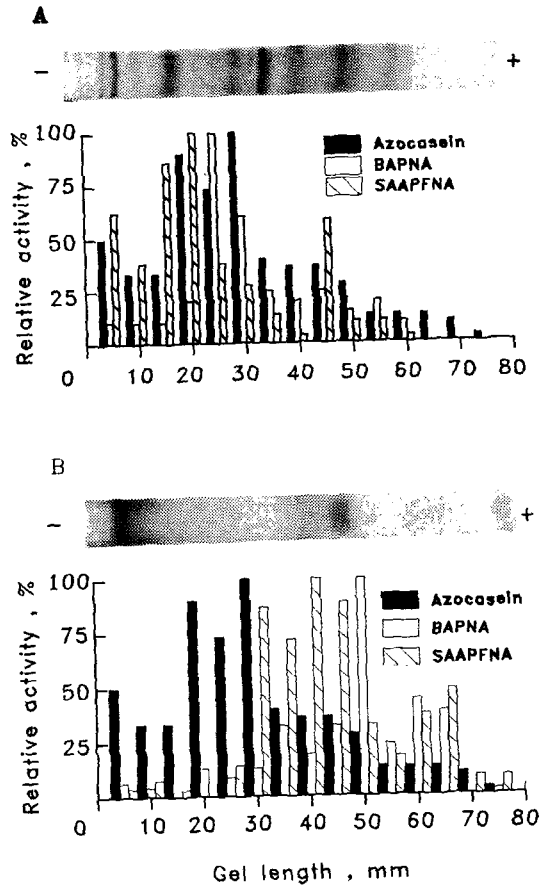 A
− +
100
75
50
25
Relative activity , %
Azocasein
BAPNA
SAAPFNA
0 10 20 30 40 50 60 70 80
B
− +
100
75
50
25
Relative activity , %
Azocasein
BAPNA
SAAPFNA
0 10 20 30 40 50 60 70 80
Gel length , mm